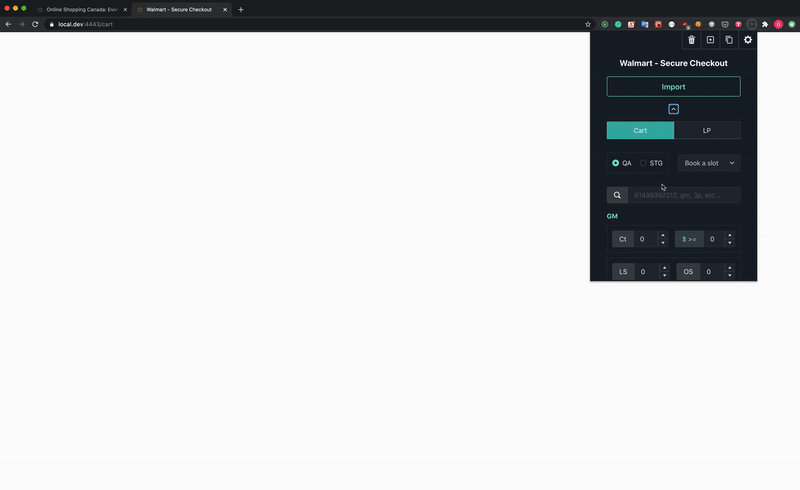 Online Shopping Canada: Ever
Walmart - Secure Checkout
local.dev:4443/cart
Walmart - Secure Checkout
Import
Cart LP
QA STG Book a slot
61499392212, gm, 3p, etc...
GM
Ct 0 $ >= 0
LS 0 OS 0